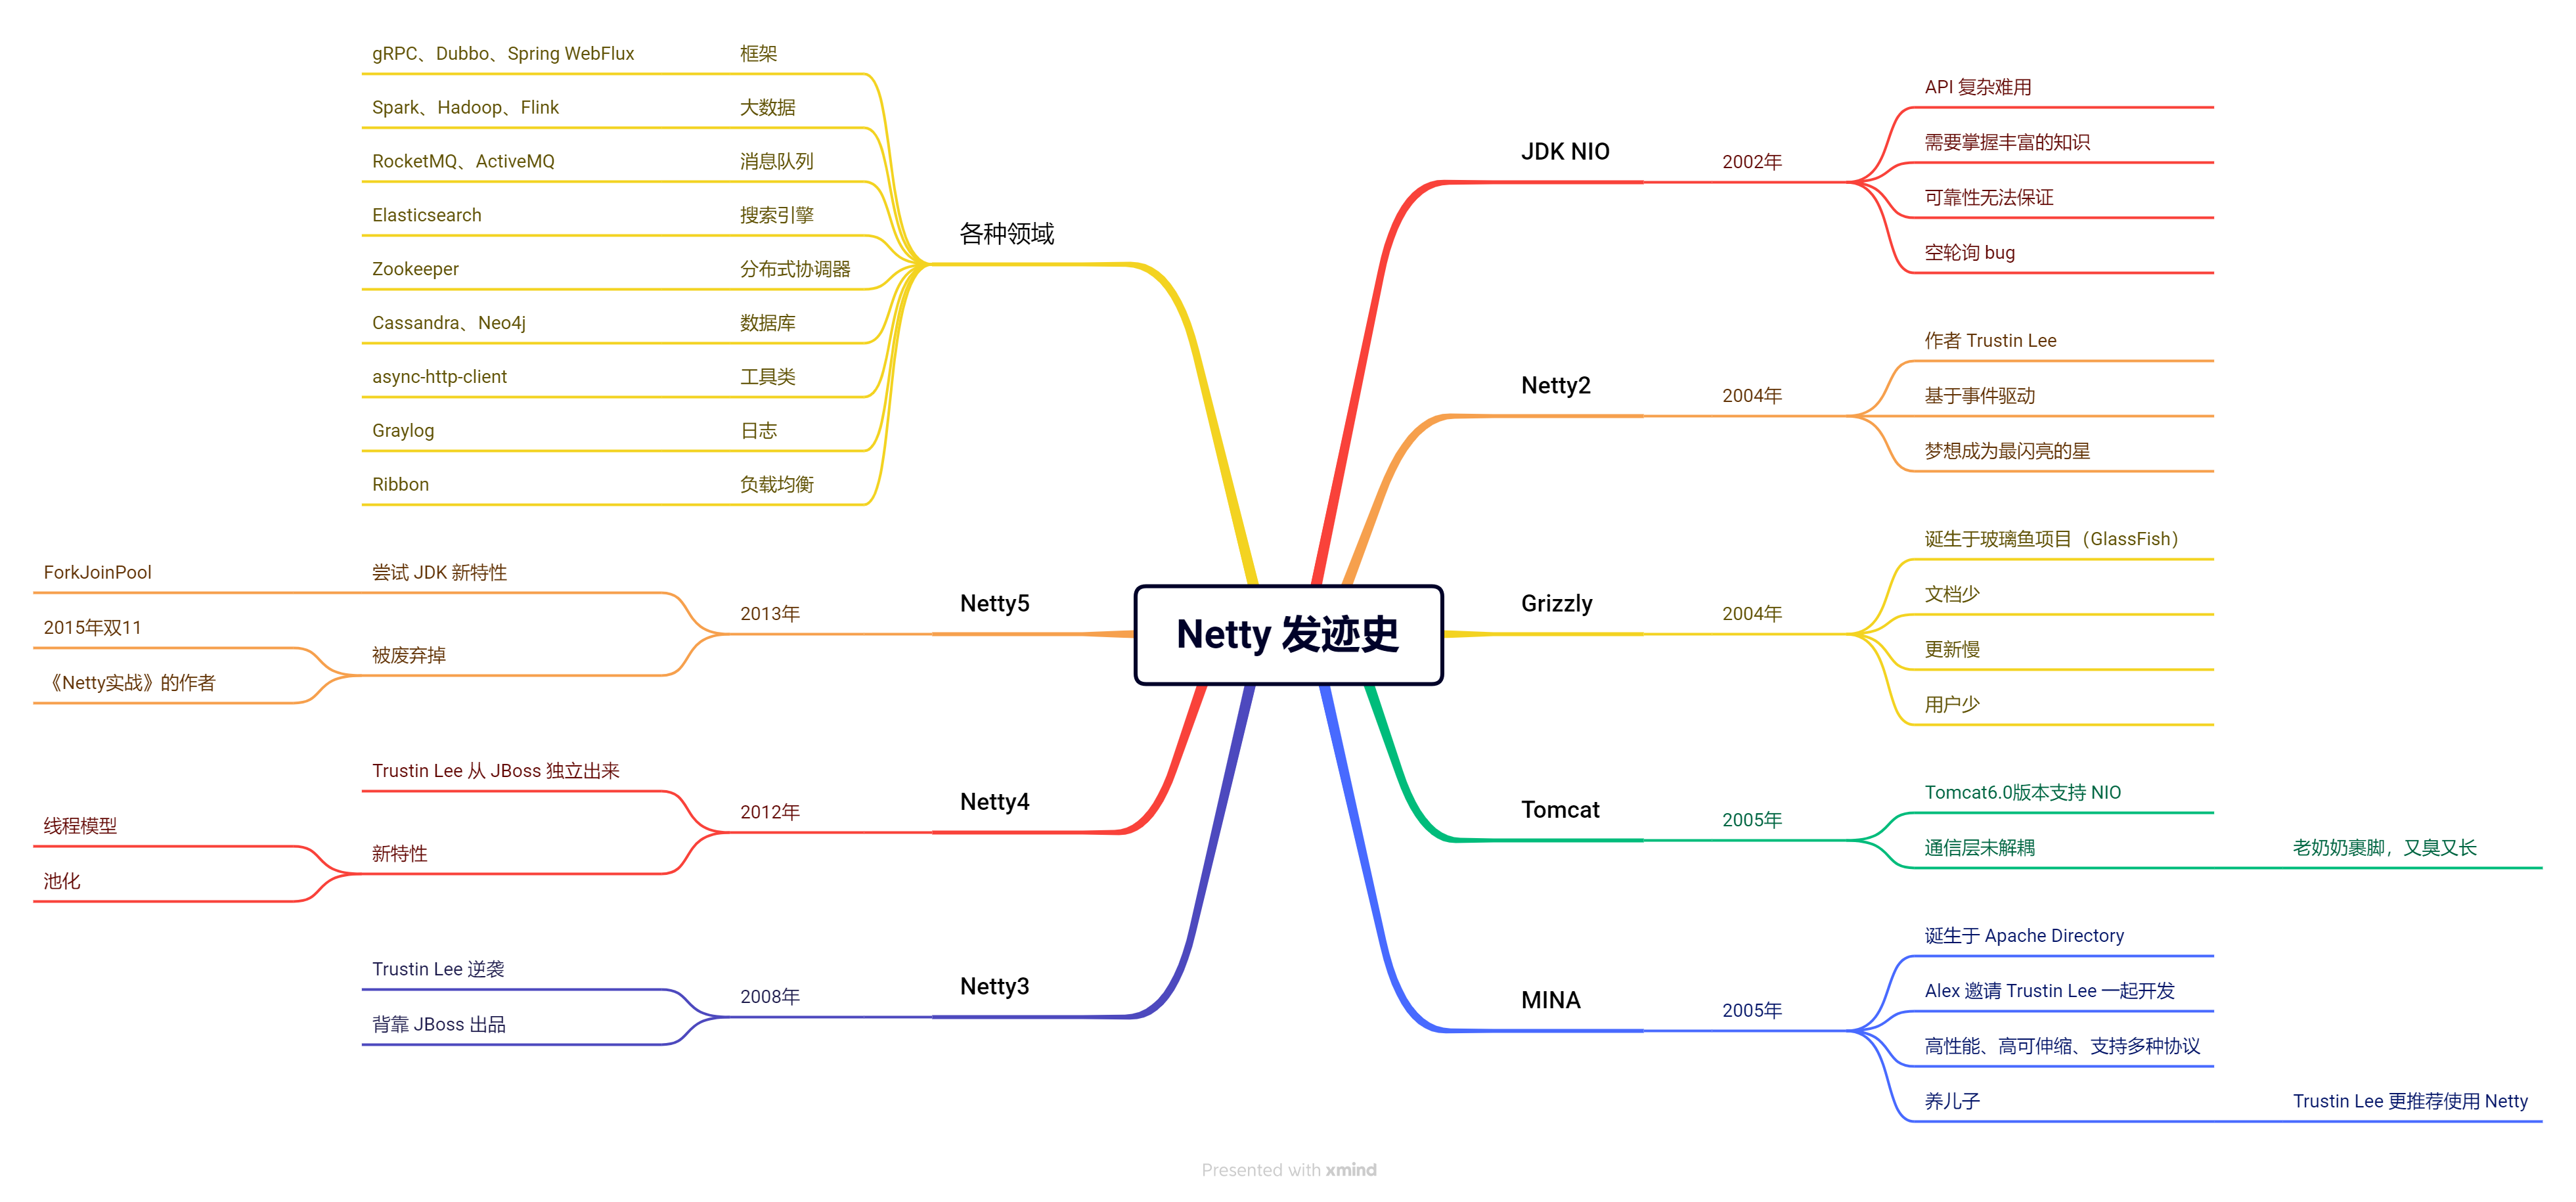 Netty 发迹史
JDK NIO
2002年
API 复杂难用
需要掌握丰富的知识
可靠性无法保证
空轮询 bug
Netty2
2004年
作者 Trustin Lee
基于事件驱动
梦想成为最闪亮的星
Grizzly
2004年
诞生于玻璃鱼项目（GlassFish）
文档少
更新慢
用户少
Tomcat
2005年
Tomcat6.0版本支持 NIO
通信层未解耦
老奶奶裹脚，又臭又长
MINA
2005年
诞生于 Apache Directory
Alex 邀请 Trustin Lee 一起开发
高性能、高可伸缩、支持多种协议
养儿子
Trustin Lee 更推荐使用 Netty
Netty3
2008年
Trustin Lee 逆袭
背靠 JBoss 出品
Netty4
2012年
Trustin Lee 从 JBoss 独立出来
新特性
线程模型
池化
Netty5
2013年
尝试 JDK 新特性
ForkJoinPool
被废弃掉
2015年双11
《Netty实战》的作者
各种领域
框架
gRPC、Dubbo、Spring WebFlux
大数据
Spark、Hadoop、Flink
消息队列
RocketMQ、ActiveMQ
搜索引擎
Elasticsearch
分布式协调器
Zookeeper
数据库
Cassandra、Neo4j
工具类
async-http-client
日志
Graylog
负载均衡
Ribbon
Presented with xmind